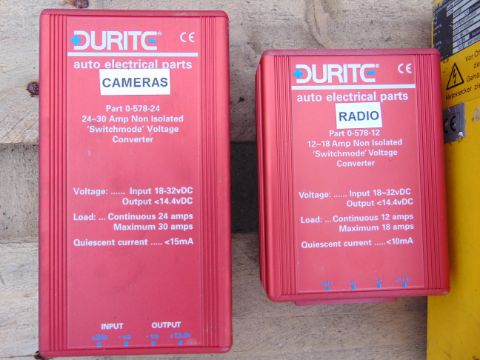 DURITE
auto electrical parts
CAMERAS
Part 0-578-24
24~30 Amp Non Isolated
'Switchmode' Voltage
Converter
Voltage: ...... Input 18-32vDC
Output <14.4vDC
Load: ... Continuous 24 amps
Maximum 30 amps
Quiescent current ..... <15mA
INPUT OUTPUT
DURITE
auto electrical parts
RADIO
Part 0-578-12
12~18 Amp Non Isolated
'Switchmode' Voltage
Converter
Voltage: ...... Input 18~32vDC
Output <14.4vDC
Load: .... Continuous 12 amps
Maximum 18 amps
Quiescent current ..... <10mA